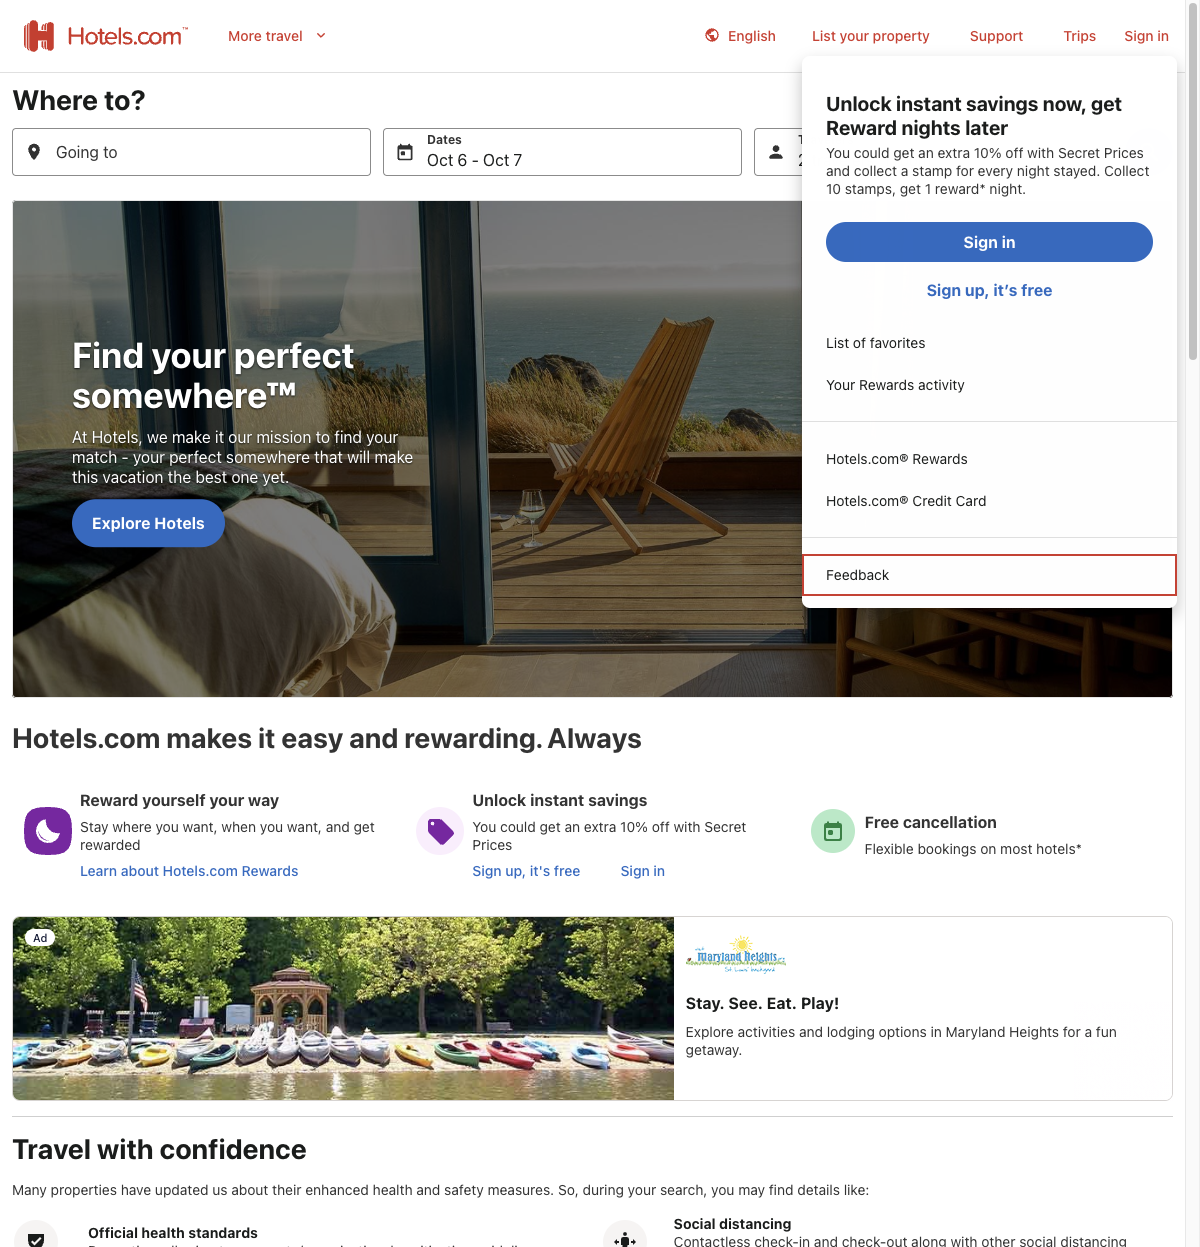 Hotels.com™
More travel
English
List your property
Support
Trips
Sign in
Where to?
Going to
Dates
Oct 6 - Oct 7
Unlock instant savings now, get
Reward nights later
You could get an extra 10% off with Secret Prices
and collect a stamp for every night stayed. Collect
10 stamps, get 1 reward* night.
Sign in
Sign up, it's free
List of favorites
Your Rewards activity
Hotels.com® Rewards
Hotels.com® Credit Card
Feedback
Find your perfect
somewhere™
At Hotels, we make it our mission to find your
match - your perfect somewhere that will make
this vacation the best one yet.
Explore Hotels
Hotels.com makes it easy and rewarding. Always
Reward yourself your way
Stay where you want, when you want, and get
rewarded
Learn about Hotels.com Rewards
Unlock instant savings
You could get an extra 10% off with Secret
Prices
Sign up, it's free
Sign in
Free cancellation
Flexible bookings on most hotels*
Ad
Maryland Heights
St. Louis' backyard
Stay. See. Eat. Play!
Explore activities and lodging options in Maryland Heights for a fun
getaway.
Travel with confidence
Many properties have updated us about their enhanced health and safety measures. So, during your search, you may find details like:
Official health standards
Social distancing
Contactless check-in and check-out along with other social distancing